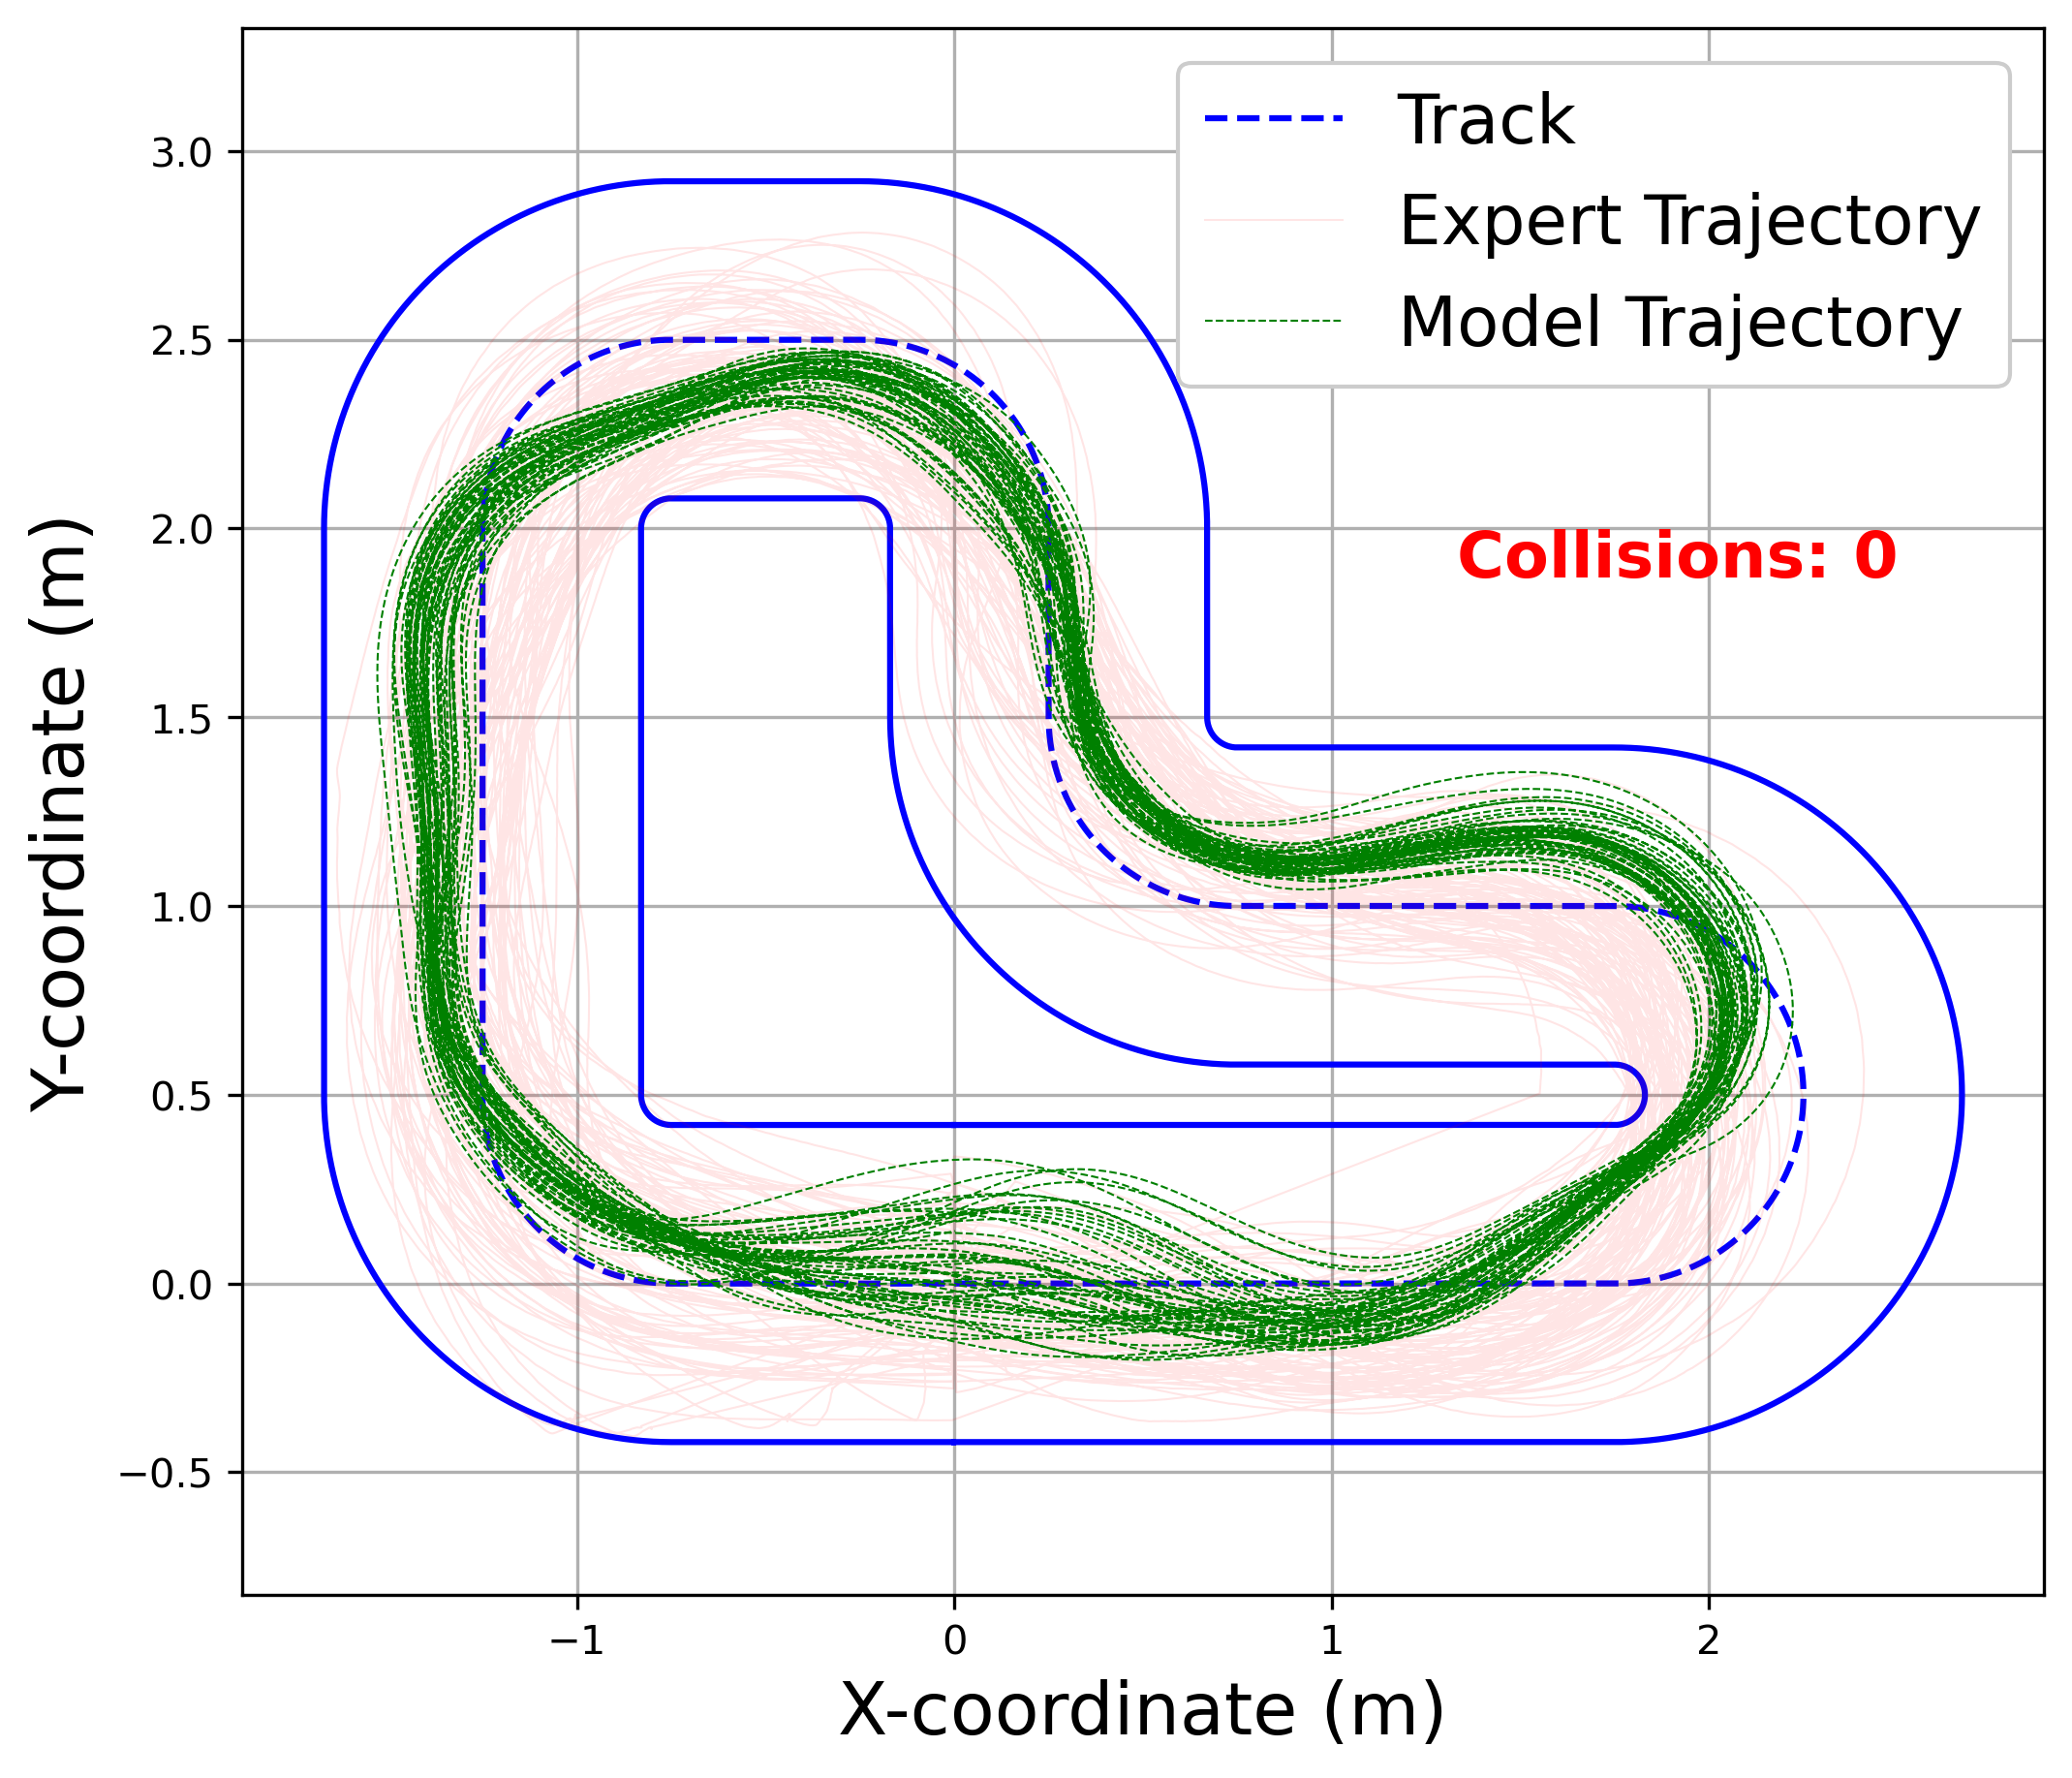 Track
Expert Trajectory
Model Trajectory
Collisions: 0
Y-coordinate (m)
3.0
2.5
2.0
1.5
1.0
0.5
0.0
−0.5
−1
0
1
2
X-coordinate (m)